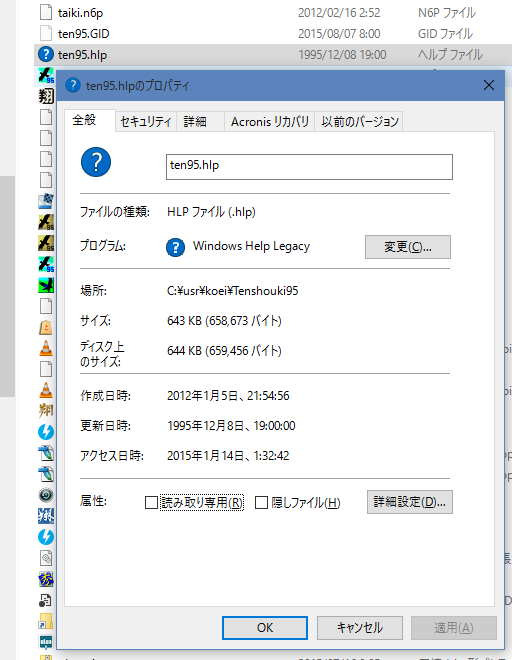 taiki.n6p 2012/02/16 2:52 N6P ファイル
ten95.GID 2015/08/07 8:00 GID ファイル
ten95.hlp 1995/12/08 19:00 ヘルプ ファイル
ten95.hlpのプロパティ
全般 セキュリティ 詳細 Acronis リカバリ 以前のバージョン
ten95.hlp
ファイルの種類: HLP ファイル (.hlp)
プログラム: Windows Help Legacy 変更(C)...
場所: C:¥usr¥koei¥Tenshouki95
サイズ: 643 KB (658,673 バイト)
ディスク上
のサイズ: 644 KB (659,456 バイト)
作成日時: 2012年1月5日、21:54:56
更新日時: 1995年12月8日、19:00:00
アクセス日時: 2015年1月14日、1:32:42
属性: 読み取り専用(R) 隠しファイル(H) 詳細設定(D)...
OK キャンセル 適用(A)